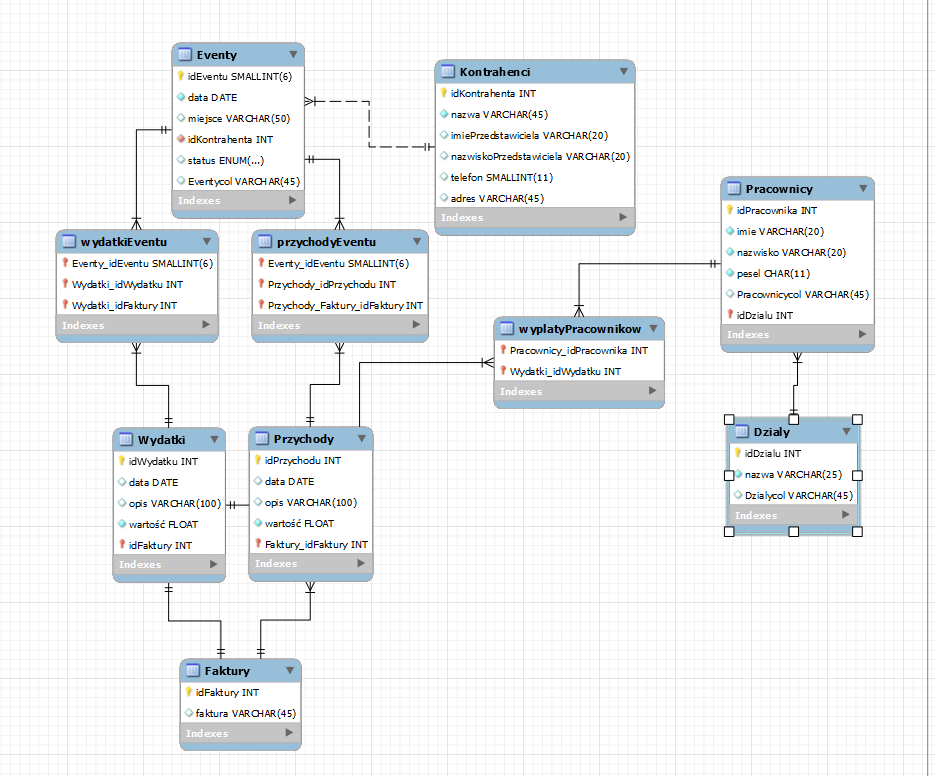 Eventy
idEventu SMALLINT(6)
data DATE
miejsce VARCHAR(50)
idKontrahenta INT
status ENUM(...)
Eventycol VARCHAR(45)
Indexes
Kontrahenci
idKontrahenta INT
nazwa VARCHAR(45)
imiePrzedstawiciela VARCHAR(20)
nazwiskoPrzedstawiciela VARCHAR(20)
telefon SMALLINT(11)
adres VARCHAR(45)
Indexes
Pracownicy
idPracownika INT
imie VARCHAR(20)
nazwisko VARCHAR(20)
pesel CHAR(11)
Pracownicycol VARCHAR(45)
idDzialu INT
Indexes
wydatkiEventu
Eventy_idEventu SMALLINT(6)
Wydatki_idWydatku INT
Wydatki_idFaktury INT
Indexes
przychodyEventu
Eventy_idEventu SMALLINT(6)
Przychody_idPrzychodu INT
Przychody_Faktury_idFaktury INT
Indexes
wyplatyPracownikow
Pracownicy_idPracownika INT
Wydatki_idWydatku INT
Indexes
Wydatki
idWydatku INT
data DATE
opis VARCHAR(100)
wartość FLOAT
idFaktury INT
Indexes
Przychody
idPrzychodu INT
data DATE
opis VARCHAR(100)
wartość FLOAT
Faktury_idFaktury INT
Indexes
Dzialy
idDzialu INT
nazwa VARCHAR(25)
Dzialycol VARCHAR(45)
Indexes
Faktury
idFaktury INT
faktura VARCHAR(45)
Indexes